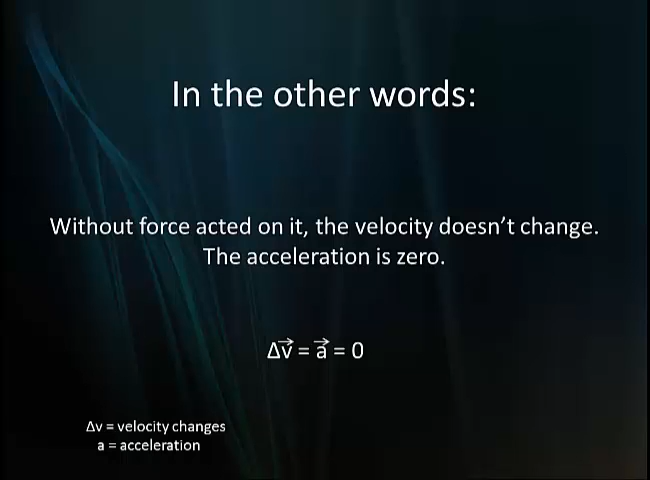 In the other words:
Without force acted on it, the velocity doesn't change.
The acceleration is zero.
Δv⃗ = a⃗ = 0
Δv = velocity changes
a = acceleration